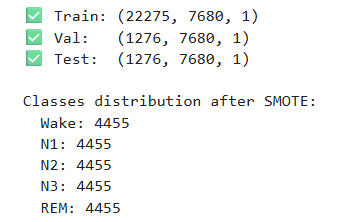 ✅ Train: (22275, 7680, 1)
✅ Val: (1276, 7680, 1)
✅ Test: (1276, 7680, 1)
Classes distribution after SMOTE:
Wake: 4455
N1: 4455
N2: 4455
N3: 4455
REM: 4455